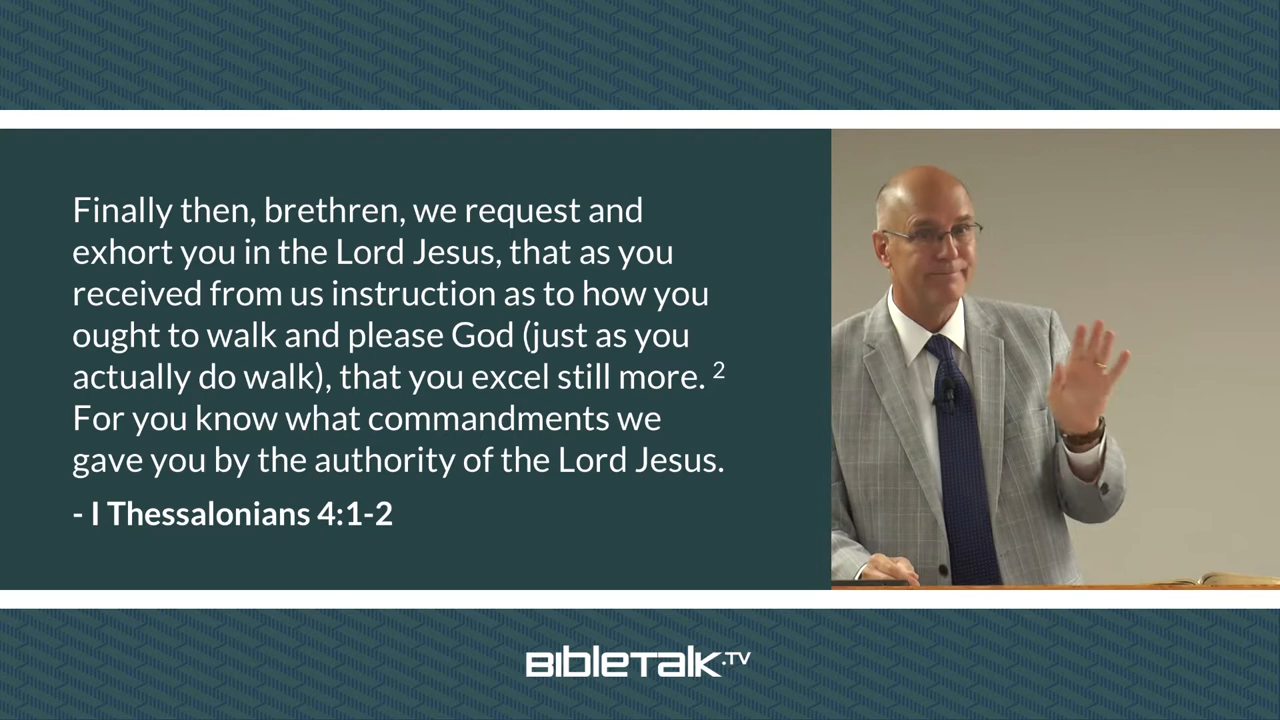 Finally then, brethren, we request and
exhort you in the Lord Jesus, that as you
received from us instruction as to how you
ought to walk and please God (just as you
actually do walk), that you excel still more. 2
For you know what commandments we
gave you by the authority of the Lord Jesus.
- I Thessalonians 4:1-2
BIBLETALK.TV